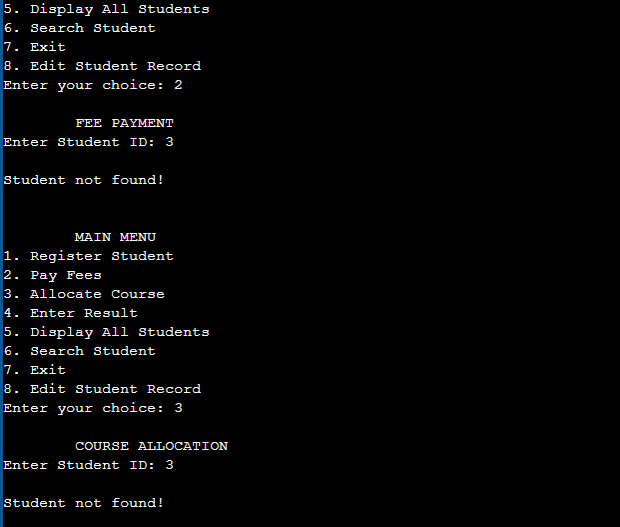 5. Display All Students
6. Search Student
7. Exit
8. Edit Student Record
Enter your choice: 2
FEE PAYMENT
Enter Student ID: 3
Student not found!
MAIN MENU
1. Register Student
2. Pay Fees
3. Allocate Course
4. Enter Result
5. Display All Students
6. Search Student
7. Exit
8. Edit Student Record
Enter your choice: 3
COURSE ALLOCATION
Enter Student ID: 3
Student not found!